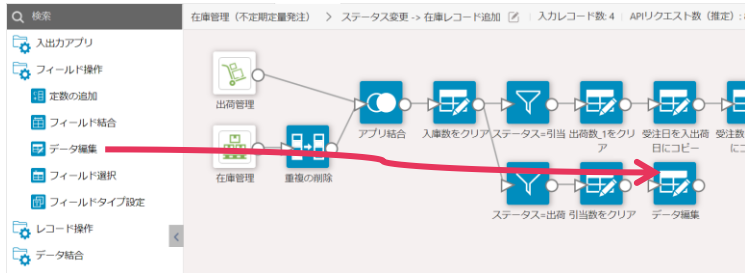 検索
在庫管理（不定期定量発注） > ステータス変更 -> 在庫レコード追加 入力レコード数: 4 APIリクエスト数（推定）:
入出力アプリ
フィールド操作
定数の追加
フィールド結合
データ編集
フィールド選択
フィールドタイプ設定
レコード操作
データ結合
出荷管理
アプリ結合
入庫数をクリア
ステータス=引当
出荷数_1をクリ
ア
受注日を入出荷
日にコピー
受注数
にコ
在庫管理
重複の削除
ステータス=出荷
引当数をクリア
データ編集